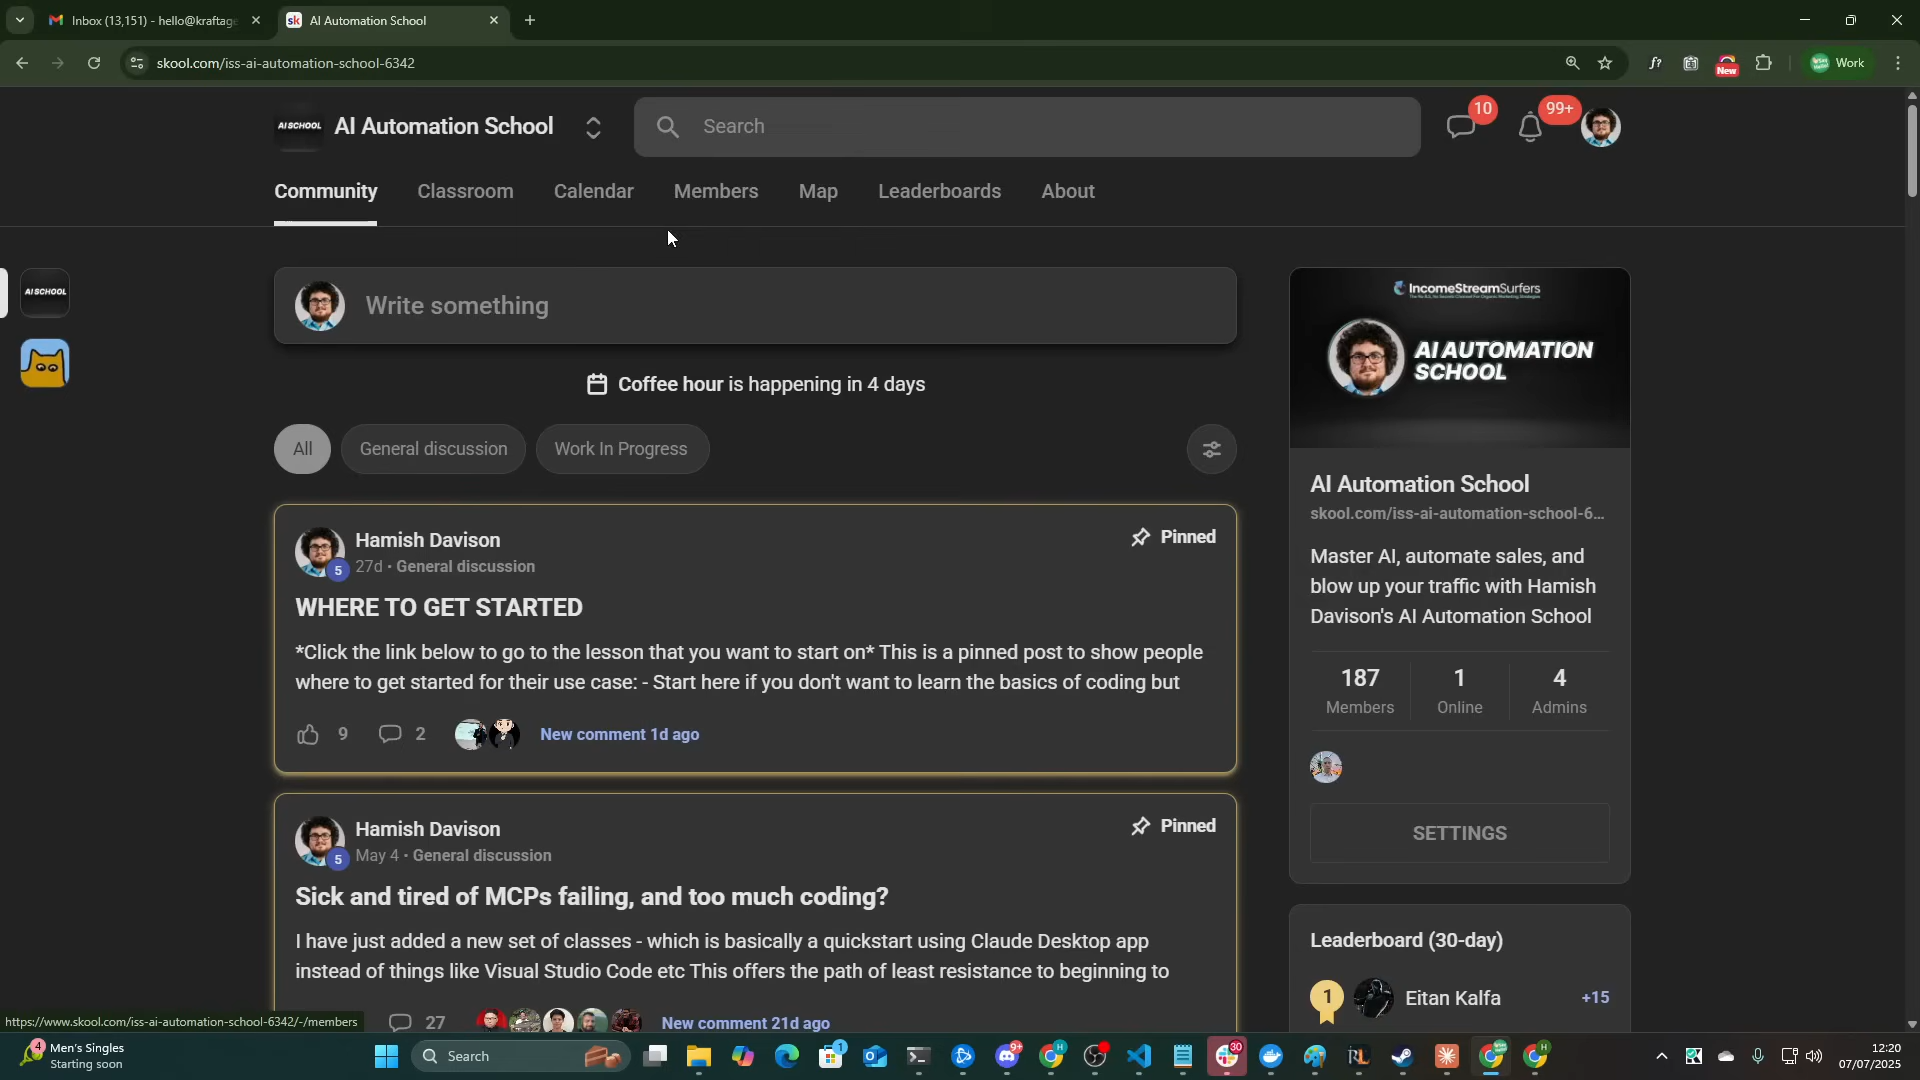 Inbox (13,151) - hello@kraftage
AI Automation School
skool.com/iss-ai-automation-school-6342
New
Work
AI SCHOOL
AI Automation School
Search
10
99+
Community
Classroom
Calendar
Members
Map
Leaderboards
About
AI SCHOOL
Write something
Coffee hour is happening in 4 days
All
General discussion
Work In Progress
Hamish Davison
5
27d • General discussion
Pinned
WHERE TO GET STARTED
*Click the link below to go to the lesson that you want to start on* This is a pinned post to show people
where to get started for their use case: - Start here if you don't want to learn the basics of coding but
9
2
New comment 1d ago
Hamish Davison
5
May 4 • General discussion
Pinned
Sick and tired of MCPs failing, and too much coding?
I have just added a new set of classes - which is basically a quickstart using Claude Desktop app
instead of things like Visual Studio Code etc This offers the path of least resistance to beginning to
27
New comment 21d ago
IncomeStreamSurfers
AI AUTOMATION
SCHOOL
AI Automation School
skool.com/iss-ai-automation-school-6...
Master AI, automate sales, and
blow up your traffic with Hamish
Davison's AI Automation School
187
Members
1
Online
4
Admins
SETTINGS
Leaderboard (30-day)
1
Eitan Kalfa
+15
https://www.skool.com/iss-ai-automation-school-6342/-/members
4
Men's Singles
Starting soon
Search
1
9+
30
12:20
07/07/2025